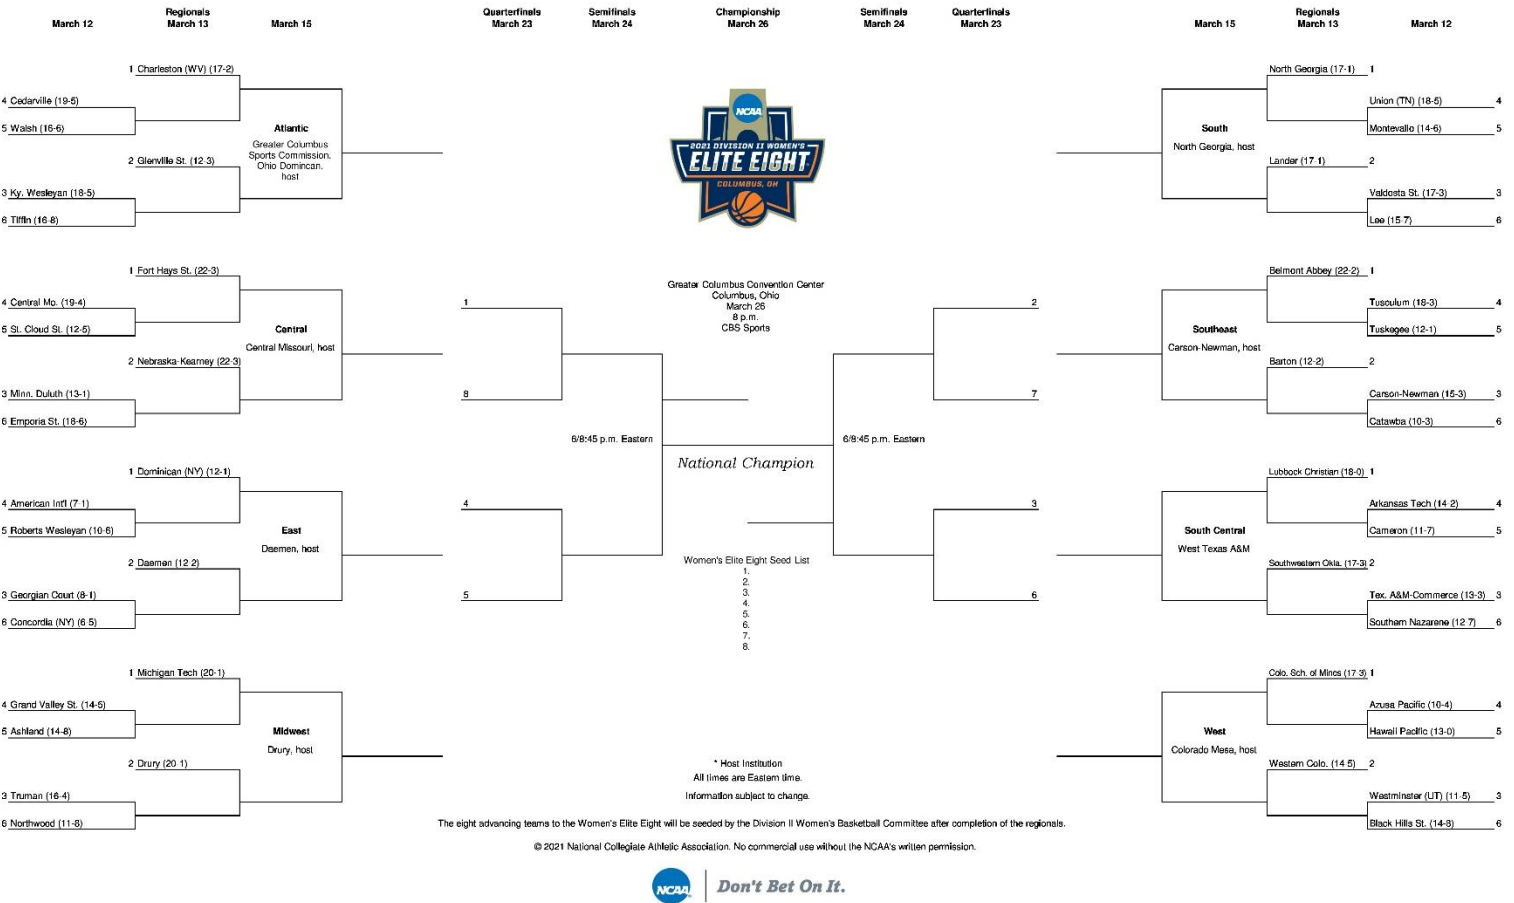 March 12
Regionals
March 13
March 15
Quarterfinals
March 23
Semifinals
March 24
Championship
March 26
Semifinals
March 24
Quarterfinals
March 23
March 15
Regionals
March 13
March 12
1 Charleston (WV) (17-2)
4 Cedarville (19-5)
5 Walsh (16-6)
2 Glenville St. (12-3)
3 Ky. Wesleyan (18-5)
6 Tiffin (16-8)
Atlantic
Greater Columbus
Sports Commission.
Ohio Domincan.
host
1 Fort Hays St. (22-3)
4 Central Mo. (19-4)
5 St. Cloud St. (12-5)
2 Nebraska-Kearney (22-3)
3 Minn. Duluth (13-1)
6 Emporia St. (18-6)
Central
Central Missouri, host
1 Dominican (NY) (12-1)
4 American Int'l (7-1)
5 Roberts Wesleyan (10-6)
2 Daemen (12-2)
3 Georgian Court (8-1)
6 Concordia (NY) (6-5)
East
Daemen, host
1 Michigan Tech (20-1)
4 Grand Valley St. (14-5)
5 Ashland (14-8)
2 Drury (20-1)
3 Truman (16-4)
6 Northwood (11-8)
Midwest
Drury, host
1
8
4
5
6/8:45 p.m. Eastern
NCAA
2021 DIVISION II WOMEN'S
ELITE EIGHT
COLUMBUS, OH
Greater Columbus Convention Center
Columbus, Ohio
March 26
8 p.m.
CBS Sports
National Champion
Women's Elite Eight Seed List
1.
2.
3.
4.
5.
6.
7.
8.
2
7
3
6
6/8:45 p.m. Eastern
North Georgia (17-1) 1
Union (TN) (18-5) 4
Montevallo (14-6) 5
Lander (17-1) 2
Valdosta St. (17-3) 3
Lee (15-7) 6
South
North Georgia, host
Belmont Abbey (22-2) 1
Tusculum (18-3) 4
Tuskegee (12-1) 5
Barton (12-2) 2
Carson-Newman (15-3) 3
Catawba (10-3) 6
Southeast
Carson-Newman, host
Lubbock Christian (18-0) 1
Arkansas Tech (14-2) 4
Cameron (11-7) 5
Southwestern Okla. (17-3) 2
Tex. A&M-Commerce (13-3) 3
Southern Nazarene (12-7) 6
South Central
West Texas A&M
Colo. Sch. of Mines (17-3) 1
Azusa Pacific (10-4) 4
Hawaii Pacific (13-0) 5
Western Colo. (14-5) 2
Westminster (UT) (11-5) 3
Black Hills St. (14-8) 6
West
Colorado Mesa, host
* Host Institution
All times are Eastern time.
Information subject to change.
The eight advancing teams to the Women's Elite Eight will be seeded by the Division II Women's Basketball Committee after completion of the regionals.
© 2021 National Collegiate Athletic Association. No commercial use without the NCAA's written permission.
NCAA Don't Bet On It.